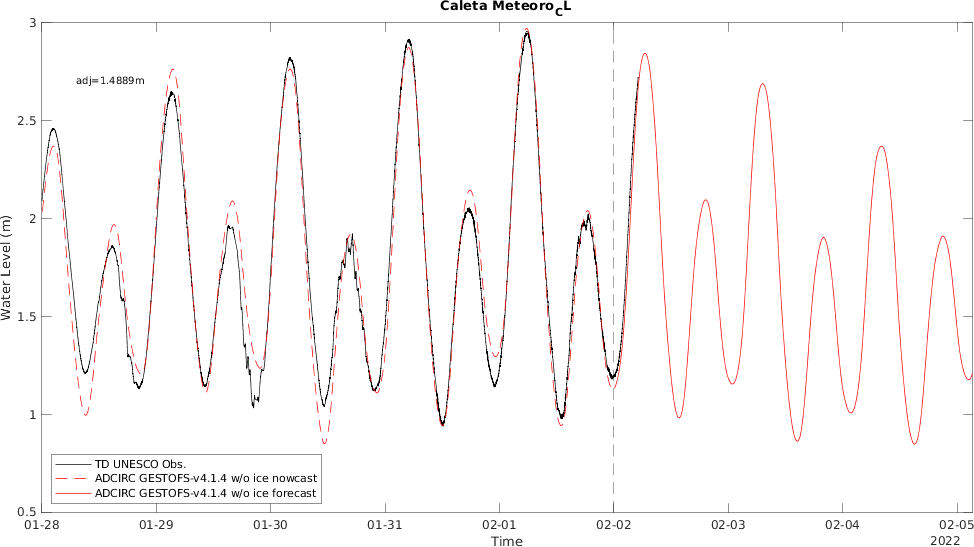 Caleta Meteoro_CL
3
adj=1.4889m
2.5
2
Water Level (m)
1.5
1
TD UNESCO Obs.
ADCIRC GESTOFS-v4.1.4 w/o ice nowcast
ADCIRC GESTOFS-v4.1.4 w/o ice forecast
0.5
01-28 01-29 01-30 01-31 02-01 02-02 02-03 02-04 02-05
Time 2022